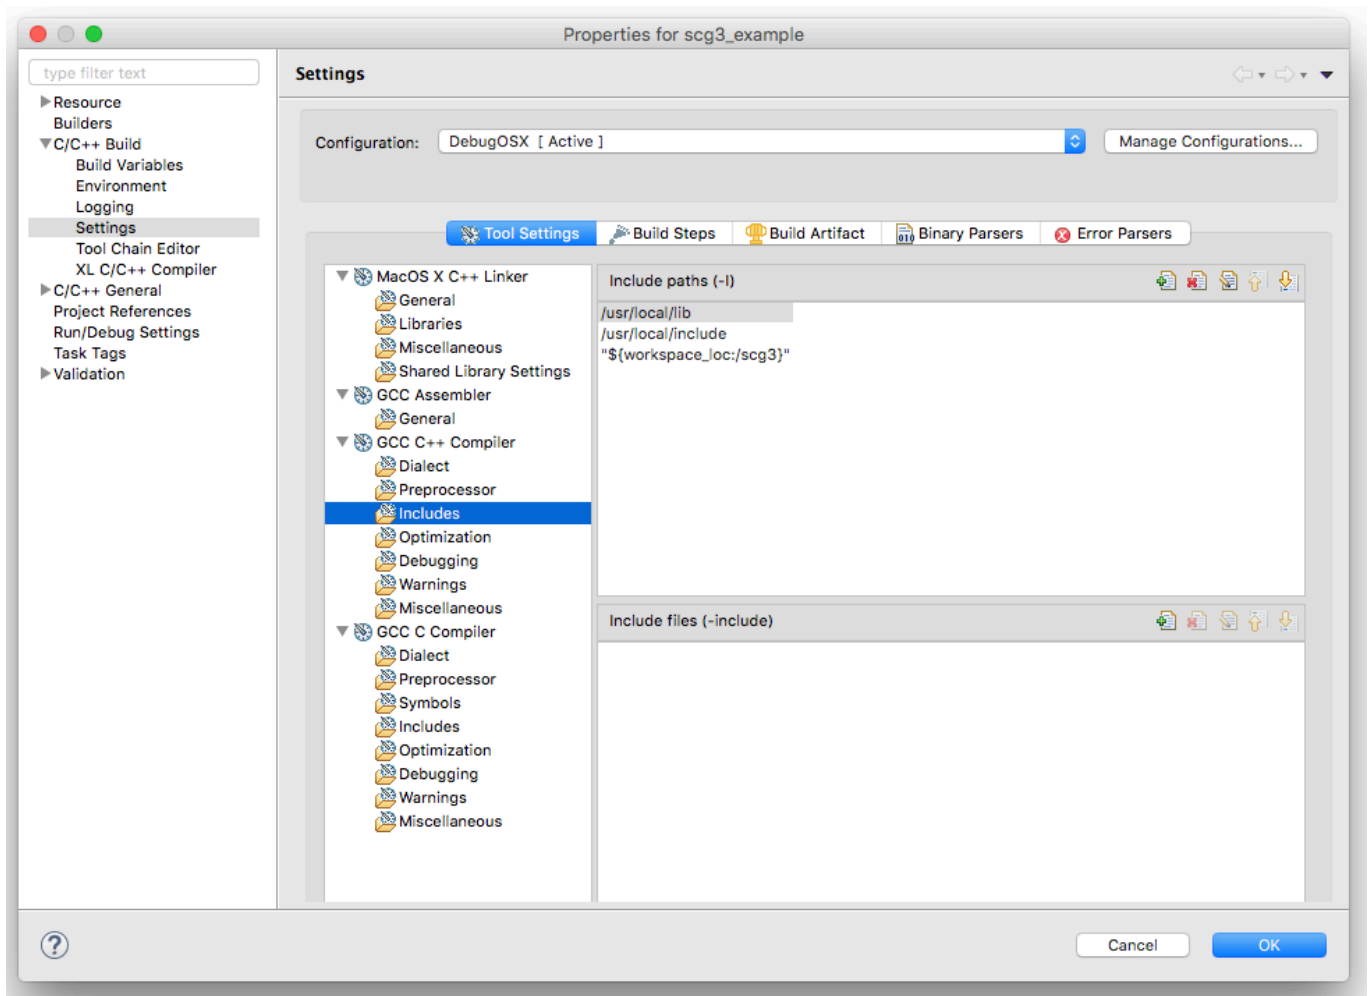 Properties for scg3_example
type filter text
Resource
Builders
C/C++ Build
Build Variables
Environment
Logging
Settings
Tool Chain Editor
XL C/C++ Compiler
C/C++ General
Project References
Run/Debug Settings
Task Tags
Validation
Settings
Configuration: DebugOSX [ Active ] Manage Configurations...
Tool Settings Build Steps Build Artifact Binary Parsers Error Parsers
MacOS X C++ Linker
General
Libraries
Miscellaneous
Shared Library Settings
GCC Assembler
General
GCC C++ Compiler
Dialect
Preprocessor
Includes
Optimization
Debugging
Warnings
Miscellaneous
GCC C Compiler
Dialect
Preprocessor
Symbols
Includes
Optimization
Debugging
Warnings
Miscellaneous
Include paths (-I)
/usr/local/lib
/usr/local/include
"${workspace_loc:/scg3}"
Include files (-include)
Cancel OK